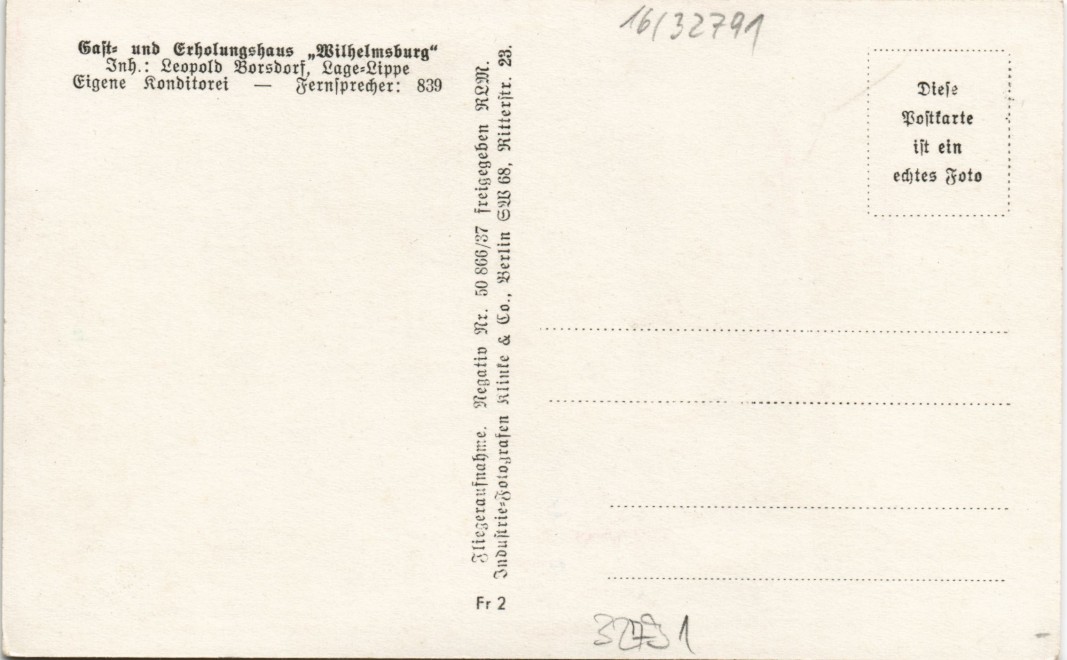 16/32791
Gaſt- und Erholungshaus „Wilhelmsburg“
Inh.: Leopold Borsdorf, Lage-Lippe
Eigene Konditorei — Fernſprecher: 839
Fliegeraufnahme. Negativ Nr. 50 866/37 freigegeben RLM.
Induſtrie-Fotografen Klinke & Co., Berlin SW 68, Ritterſtr. 23.
Fr 2
Dieſe
Poſtkarte
iſt ein
echtes Foto
32791